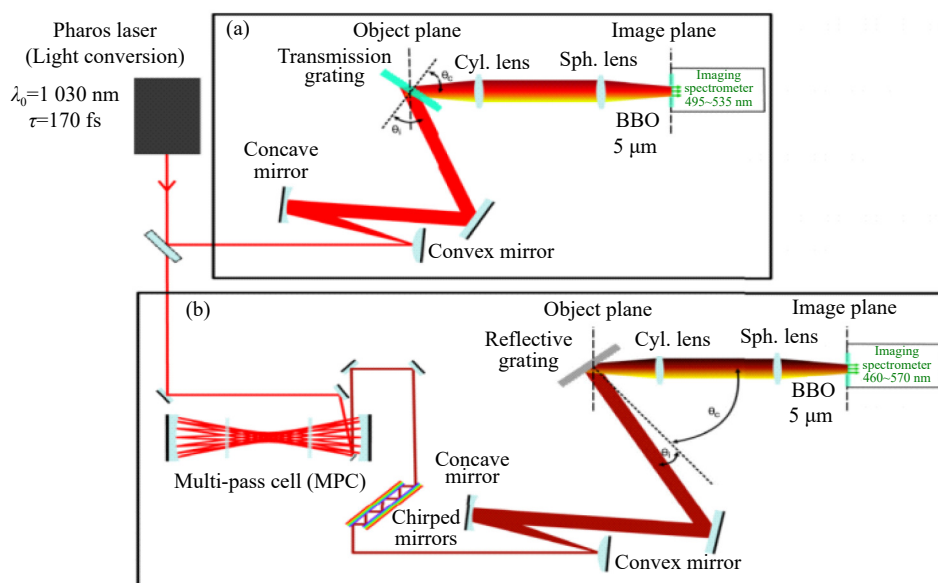 Pharos laser
(Light conversion)
λ₀=1 030 nm
τ=170 fs
(a)
Object plane
Image plane
Transmission
grating
θc
Cyl. lens
Sph. lens
Imaging
spectrometer
495~535 nm
BBO
5 μm
θi
Concave
mirror
Convex mirror
(b)
Object plane
Image plane
Reflective
grating
Cyl. lens
Sph. lens
Imaging
spectrometer
460~570 nm
BBO
5 μm
θc
θi
Multi-pass cell (MPC)
Concave
mirror
Chirped
mirrors
Convex mirror